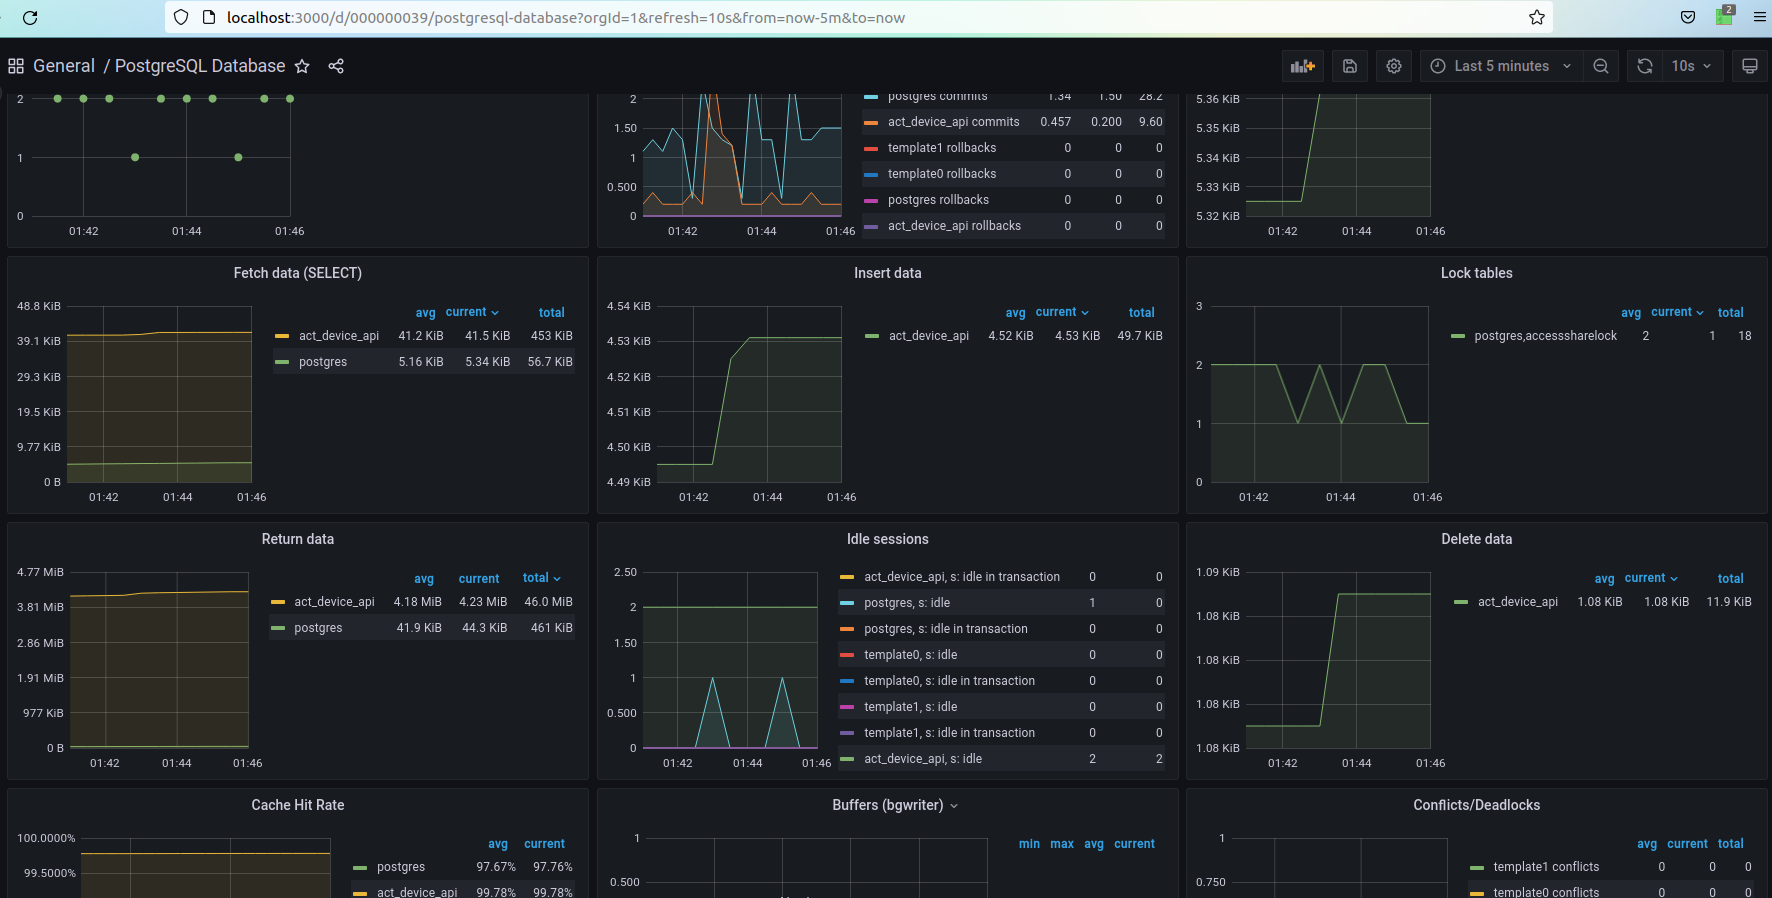 localhost:3000/d/000000039/postgresql-database?orgId=1&refresh=10s&from=now-5m&to=now
2
General / PostgreSQL Database
Last 5 minutes
10s
2
1
0
01:42 01:44 01:46
2
1.50
1
0.500
0
01:42 01:44 01:46
postgres commits 1.34 1.50 28.2
act_device_api commits 0.457 0.200 9.60
template1 rollbacks 0 0 0
template0 rollbacks 0 0 0
postgres rollbacks 0 0 0
act_device_api rollbacks 0 0 0
5.36 KiB
5.35 KiB
5.34 KiB
5.33 KiB
5.32 KiB
01:42 01:44 01:46
Fetch data (SELECT)
48.8 KiB
39.1 KiB
29.3 KiB
19.5 KiB
9.77 KiB
0 B
01:42 01:44 01:46
avg current total
act_device_api 41.2 KiB 41.5 KiB 453 KiB
postgres 5.16 KiB 5.34 KiB 56.7 KiB
Insert data
4.54 KiB
4.53 KiB
4.52 KiB
4.51 KiB
4.50 KiB
4.49 KiB
01:42 01:44 01:46
avg current total
act_device_api 4.52 KiB 4.53 KiB 49.7 KiB
Lock tables
3
2
1
0
01:42 01:44 01:46
avg current total
postgres,accesssharelock 2 1 18
Return data
4.77 MiB
3.81 MiB
2.86 MiB
1.91 MiB
977 KiB
0 B
01:42 01:44 01:46
avg current total
act_device_api 4.18 MiB 4.23 MiB 46.0 MiB
postgres 41.9 KiB 44.3 KiB 461 KiB
Idle sessions
2.50
2
1.50
1
0.500
0
01:42 01:44 01:46
act_device_api, s: idle in transaction 0 0
postgres, s: idle 1 0
postgres, s: idle in transaction 0 0
template0, s: idle 0 0
template0, s: idle in transaction 0 0
template1, s: idle 0 0
template1, s: idle in transaction 0 0
act_device_api, s: idle 2 2
Delete data
1.09 KiB
1.08 KiB
1.08 KiB
1.08 KiB
1.08 KiB
01:42 01:44 01:46
avg current total
act_device_api 1.08 KiB 1.08 KiB 11.9 KiB
Cache Hit Rate
100.0000%
99.5000%
avg current
postgres 97.67% 97.76%
act_device_api 99.78% 99.78%
Buffers (bgwriter)
1
0.500
min max avg current
Conflicts/Deadlocks
1
0.750
avg current total
template1 conflicts 0 0 0
template0 conflicts 0 0 0